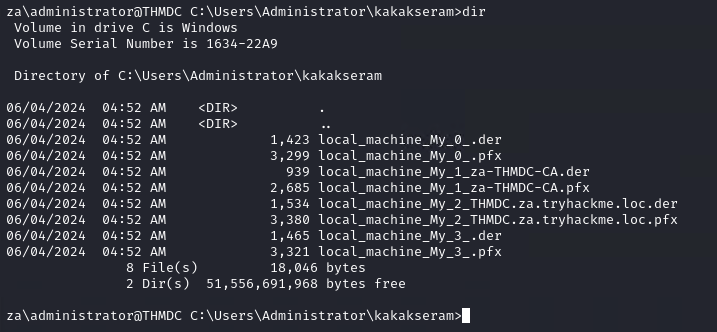 za\administrator@THMDC C:\Users\Administrator\kakakseram>dir
 Volume in drive C is Windows
 Volume Serial Number is 1634-22A9

 Directory of C:\Users\Administrator\kakakseram

06/04/2024  04:52 AM    <DIR>          .
06/04/2024  04:52 AM    <DIR>          ..
06/04/2024  04:52 AM             1,423 local_machine_My_0_.der
06/04/2024  04:52 AM             3,299 local_machine_My_0_.pfx
06/04/2024  04:52 AM               939 local_machine_My_1_za-THMDC-CA.der
06/04/2024  04:52 AM             2,685 local_machine_My_1_za-THMDC-CA.pfx
06/04/2024  04:52 AM             1,534 local_machine_My_2_THMDC.za.tryhackme.loc.der
06/04/2024  04:52 AM             3,380 local_machine_My_2_THMDC.za.tryhackme.loc.pfx
06/04/2024  04:52 AM             1,465 local_machine_My_3_.der
06/04/2024  04:52 AM             3,321 local_machine_My_3_.pfx
               8 File(s)         18,046 bytes
               2 Dir(s)  51,556,691,968 bytes free

za\administrator@THMDC C:\Users\Administrator\kakakseram>